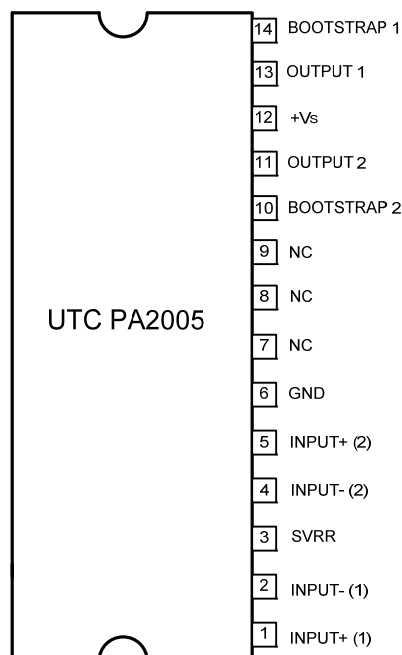 14 BOOTSTRAP 1
13 OUTPUT 1
12 +Vs
11 OUTPUT 2
10 BOOTSTRAP 2
9 NC
8 NC
UTC PA2005
7 NC
6 GND
5 INPUT+ (2)
4 INPUT- (2)
3 SVRR
2 INPUT- (1)
1 INPUT+ (1)